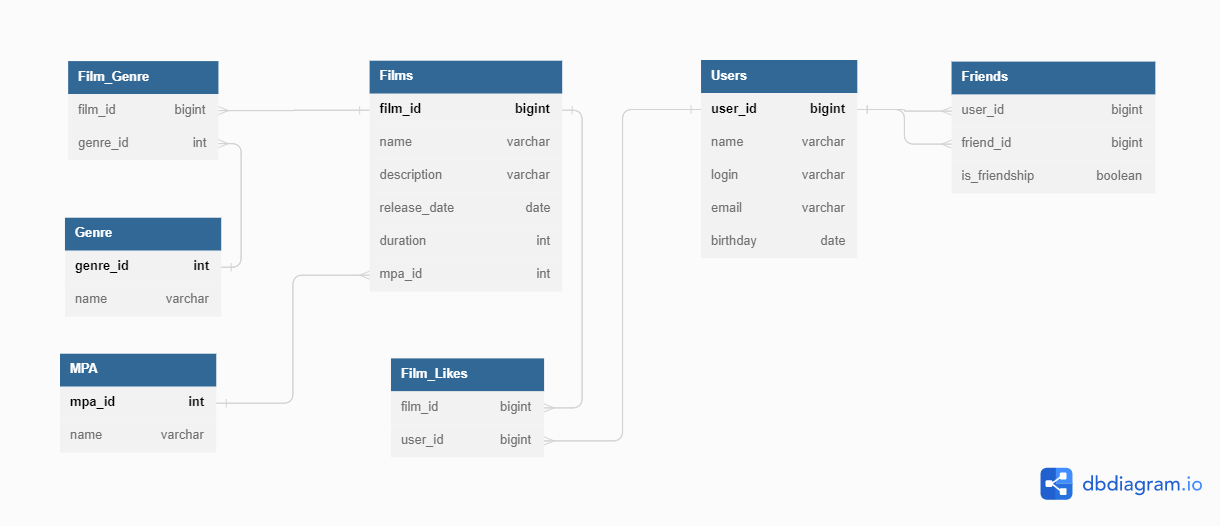 Film_Genre
film_id bigint
genre_id int
Genre
genre_id int
name varchar
MPA
mpa_id int
name varchar
Films
film_id bigint
name varchar
description varchar
release_date date
duration int
mpa_id int
Film_Likes
film_id bigint
user_id bigint
Users
user_id bigint
name varchar
login varchar
email varchar
birthday date
Friends
user_id bigint
friend_id bigint
is_friendship boolean
dbdiagram.io